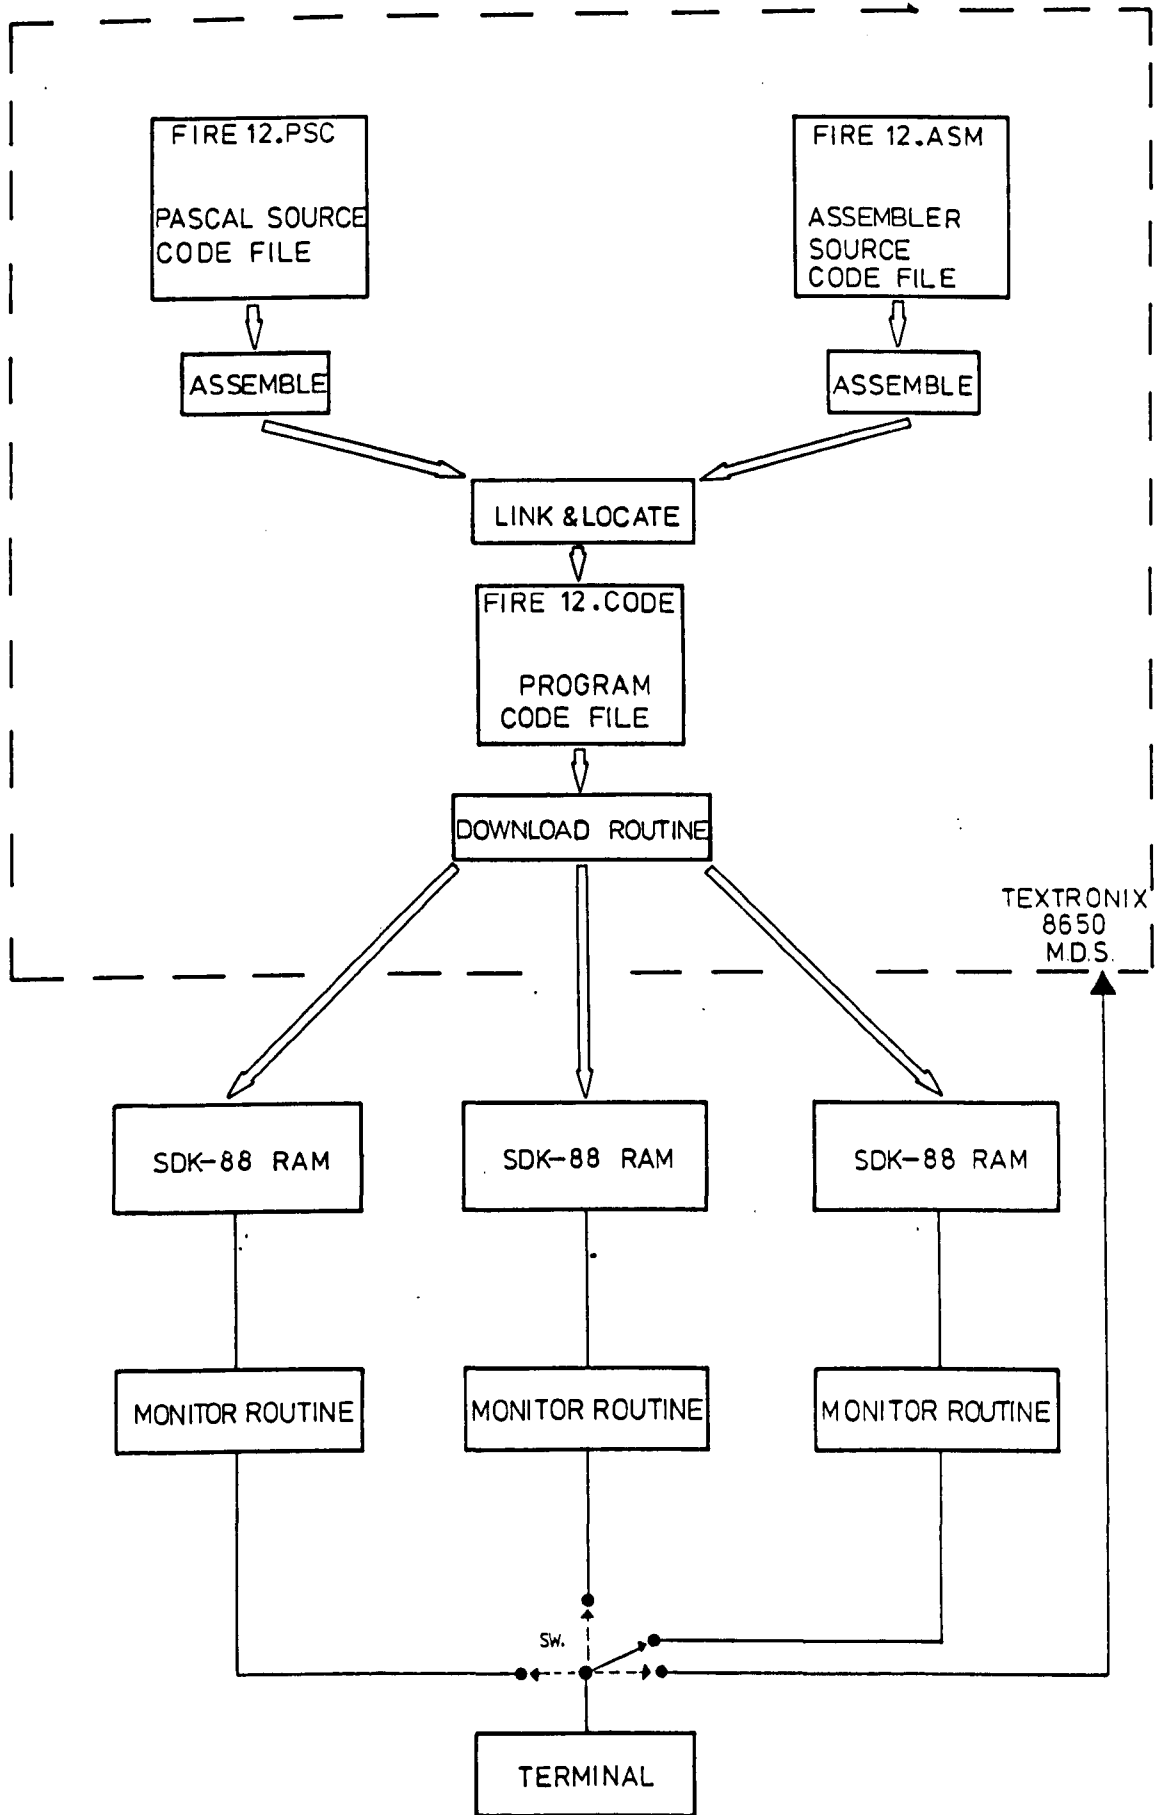 FIRE 12.PSC
PASCAL SOURCE
CODE FILE
FIRE 12.ASM
ASSEMBLER
SOURCE
CODE FILE
ASSEMBLE
ASSEMBLE
LINK & LOCATE
FIRE 12.CODE
PROGRAM
CODE FILE
DOWNLOAD ROUTINE
TEXTRONIX
8650
M.D.S.
SDK-88 RAM
SDK-88 RAM
SDK-88 RAM
MONITOR ROUTINE
MONITOR ROUTINE
MONITOR ROUTINE
SW.
TERMINAL